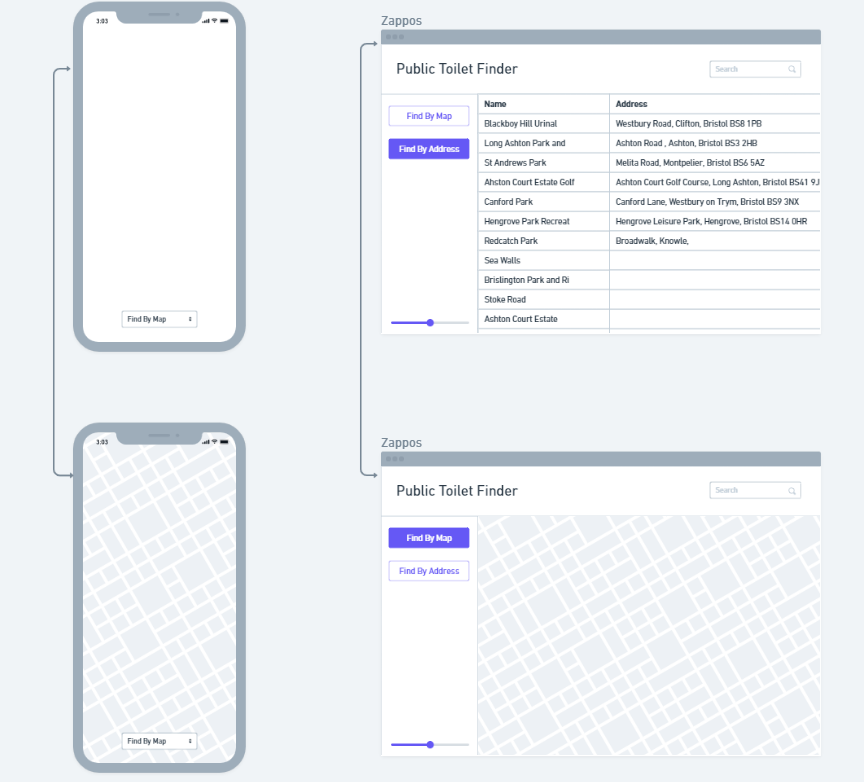 3:03
Find By Map
Zappos
Public Toilet Finder
Search
Find By Map
Find By Address
Name Address
Blackboy Hill Urinal Westbury Road, Clifton, Bristol BS8 1PB
Long Ashton Park and Ashton Road , Ashton, Bristol BS3 2HB
St Andrews Park Melita Road, Montpelier, Bristol BS6 5AZ
Ahston Court Estate Golf Ashton Court Golf Course, Long Ashton, Bristol BS41 9J
Canford Park Canford Lane, Westbury on Trym, Bristol BS9 3NX
Hengrove Park Recreat Hengrove Leisure Park, Hengrove, Bristol BS14 0HR
Redcatch Park Broadwalk, Knowle,
Sea Walls
Brislington Park and Ri
Stoke Road
Ashton Court Estate
3:03
Find By Map
Zappos
Public Toilet Finder
Search
Find By Map
Find By Address